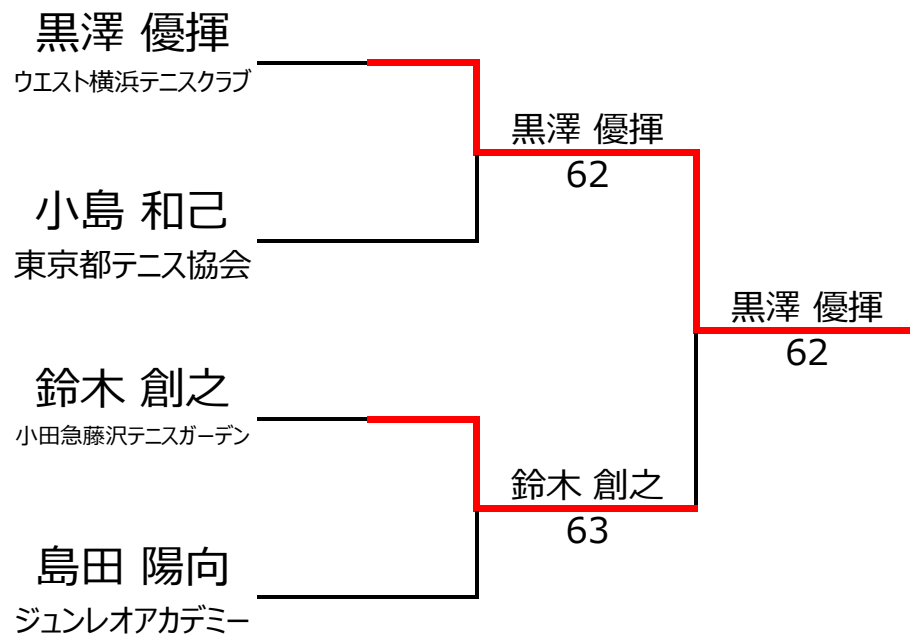 黒澤 優揮
ウエスト横浜テニスクラブ
黒澤 優揮
62
小島 和己
東京都テニス協会
黒澤 優揮
62
鈴木 創之
小田急藤沢テニスガーデン
鈴木 創之
63
島田 陽向
ジュンレオアカデミー